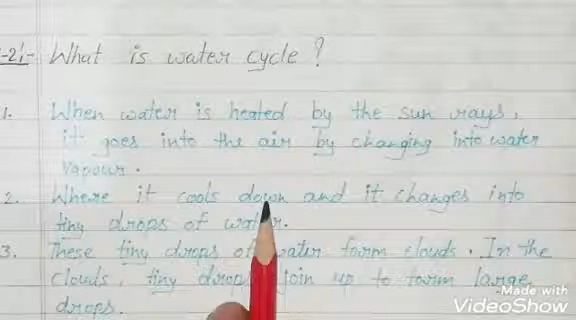 -2:- What is water cycle?
1. When water is heated by the sun rays,
it goes into the air by changing into water
vapour.
2. Where it cools down and it changes into
tiny drops of water.
3. These tiny drops of water form clouds. In the
clouds, tiny drops join up to form large
drops.
Made with
VideoShow